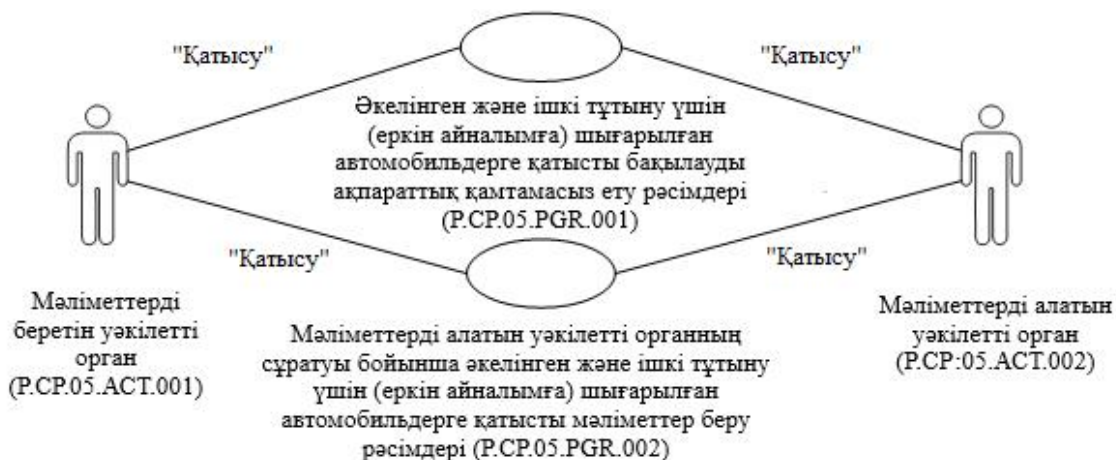 "Қатысу"
"Қатысу"
Әкелінген және ішкі тұтыну үшін
(еркін айналымға) шығарылған
автомобильдерге қатысты бақылауды
ақпараттық қамтамасыз ету рәсімдері
(P.CP.05.PGR.001)
"Қатысу"
"Қатысу"
Мәліметтерді
беретін уәкілетті
орган
(P.CP.05.ACT.001)
Мәліметтерді алатын уәкілетті органның
сұратуы бойынша әкелінген және ішкі тұтыну
үшін (еркін айналымға) шығарылған
автомобильдерге қатысты мәліметтер беру
рәсімдері (P.CP.05.PGR.002)
Мәліметтерді алатын
уәкілетті орган
(P.CP:05.ACT.002)